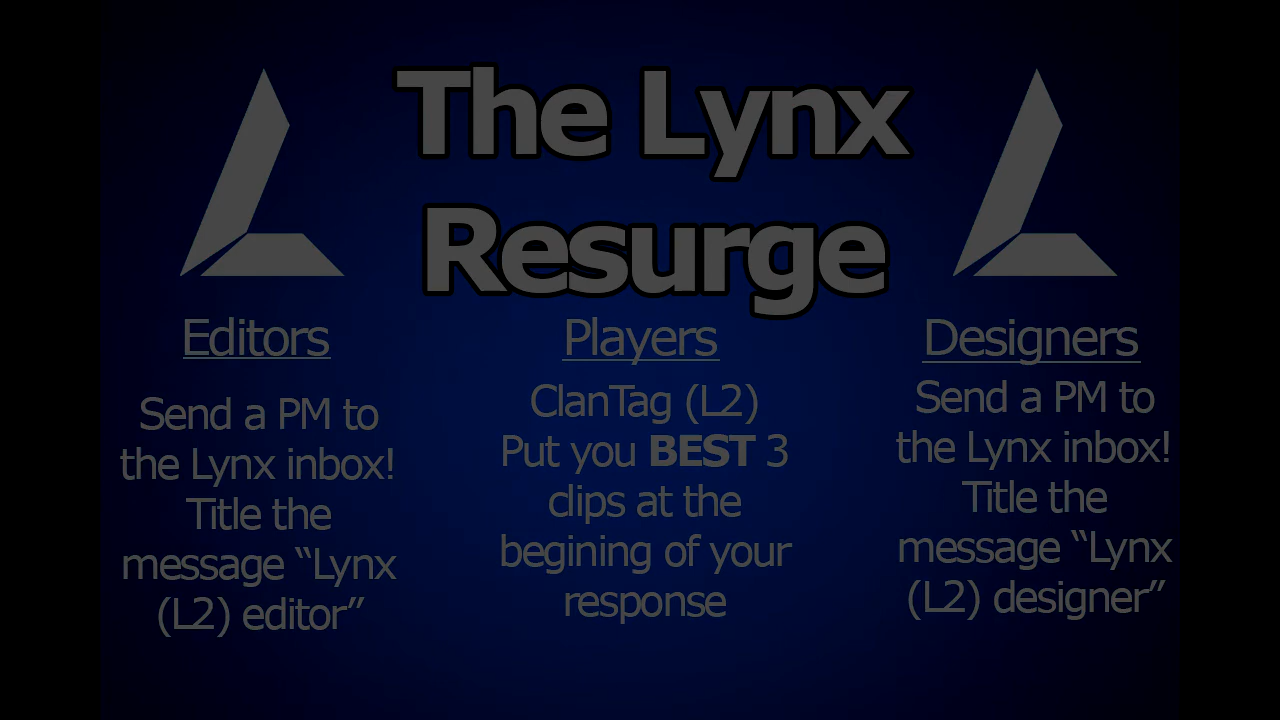 The Lynx
Resurge
Editors
Send a PM to
the Lynx inbox!
Title the
message “Lynx
(L2) editor”
Players
ClanTag (L2)
Put you BEST 3
clips at the
begining of your
response
Designers
Send a PM to
the Lynx inbox!
Title the
message “Lynx
(L2) designer”